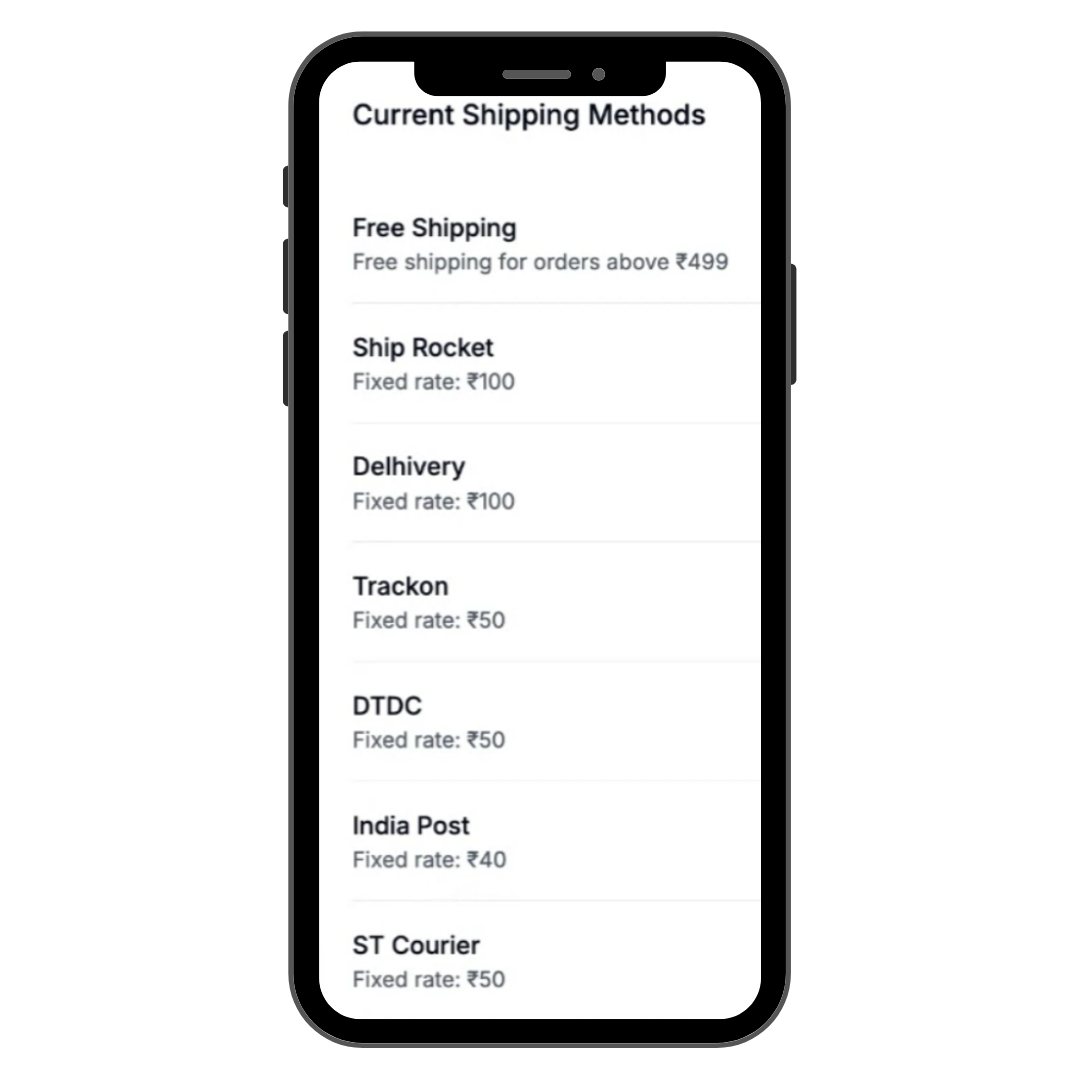 Current Shipping Methods
Free Shipping
Free shipping for orders above ₹499
Ship Rocket
Fixed rate: ₹100
Delhivery
Fixed rate: ₹100
Trackon
Fixed rate: ₹50
DTDC
Fixed rate: ₹50
India Post
Fixed rate: ₹40
ST Courier
Fixed rate: ₹50